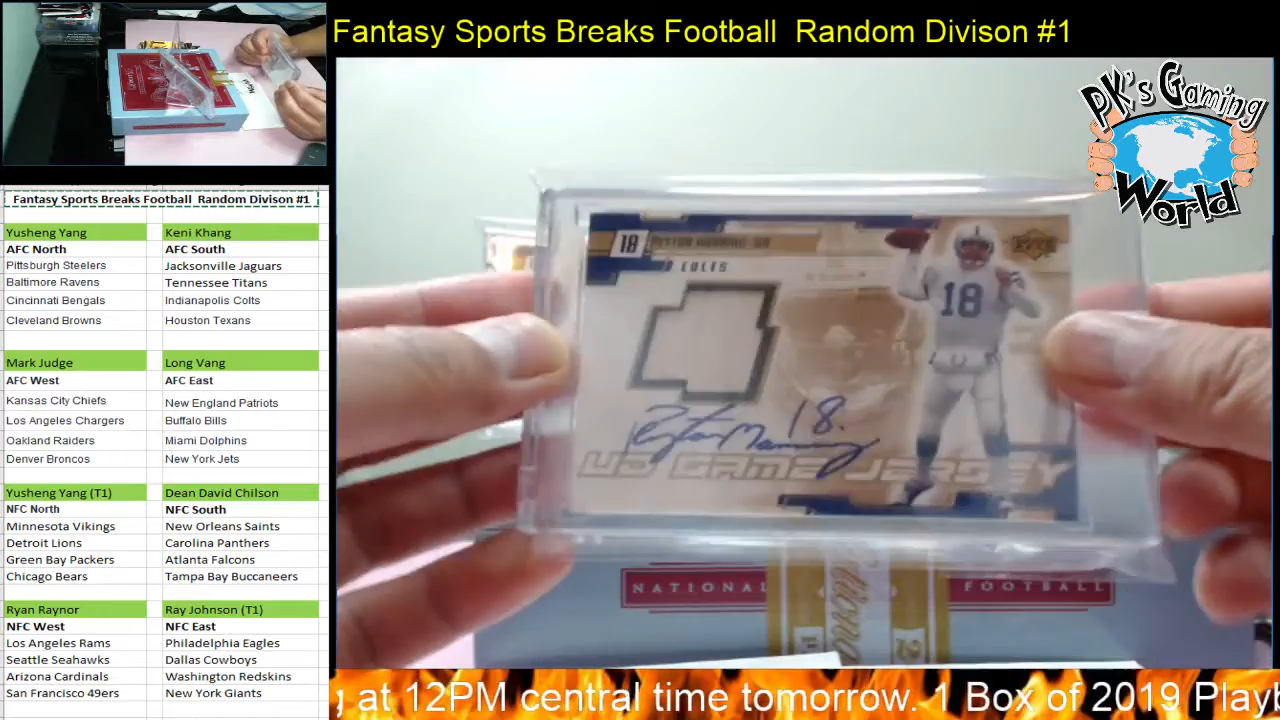 Fantasy Sports Breaks Football Random Divison #1
PK's Gaming
World
Fantasy Sports Breaks Football Random Divison #1
Yusheng Yang
Keni Khang
AFC North
AFC South
Pittsburgh Steelers
Jacksonville Jaguars
Baltimore Ravens
Tennessee Titans
Cincinnati Bengals
Indianapolis Colts
Cleveland Browns
Houston Texans
Mark Judge
Long Vang
AFC West
AFC East
Kansas City Chiefs
New England Patriots
Los Angeles Chargers
Buffalo Bills
Oakland Raiders
Miami Dolphins
Denver Broncos
New York Jets
Yusheng Yang (T1)
Dean David Chilson
NFC North
NFC South
Minnesota Vikings
New Orleans Saints
Detroit Lions
Carolina Panthers
Green Bay Packers
Atlanta Falcons
Chicago Bears
Tampa Bay Buccaneers
Ryan Raynor
Ray Johnson (T1)
NFC West
NFC East
Los Angeles Rams
Philadelphia Eagles
Seattle Seahawks
Dallas Cowboys
Arizona Cardinals
Washington Redskins
San Francisco 49ers
New York Giants
18 PEYTON MANNING
COLTS
18
Peyton Manning 18.
UD GAME JERSEY
NATIONAL
FOOTBALL
g at 12PM central time tomorrow. 1 Box of 2019 Playb